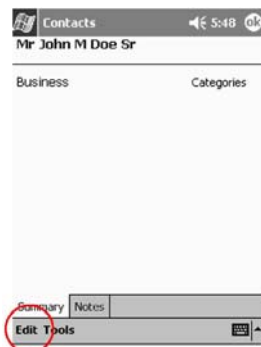 Contacts 5:48 ok
Mr John M Doe Sr
Business Categories
Summary Notes
Edit Tools